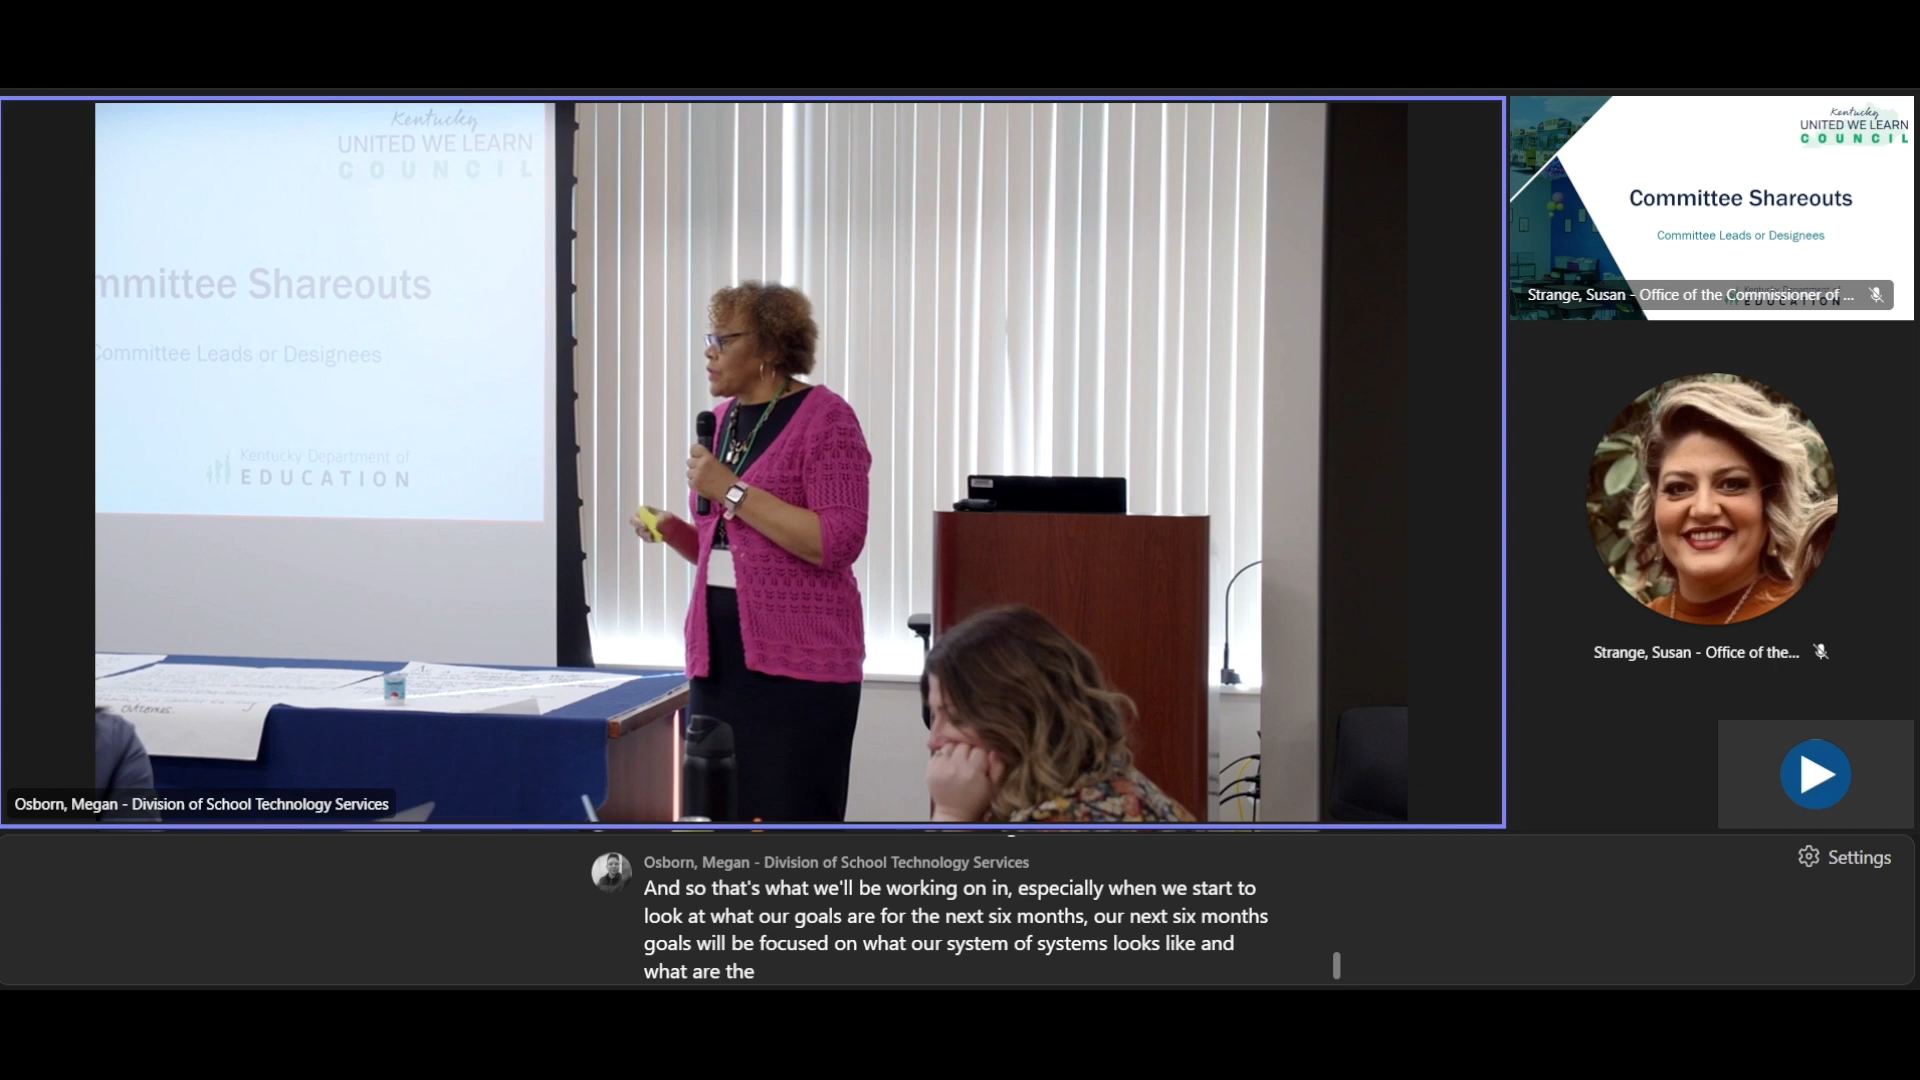 Kentucky
UNITED WE LEARN
COUNCIL
mmittee Shareouts
Committee Leads or Designees
Kentucky Department of
EDUCATION
outcomes.
Osborn, Megan - Division of School Technology Services
Kentucky
UNITED WE LEARN
COUNCIL
Committee Shareouts
Committee Leads or Designees
Strange, Susan - Office of the Commissioner of ...
EDUCATION
Strange, Susan - Office of the...
Osborn, Megan - Division of School Technology Services
Settings
And so that's what we'll be working on in, especially when we start to
look at what our goals are for the next six months, our next six months
goals will be focused on what our system of systems looks like and
what are the